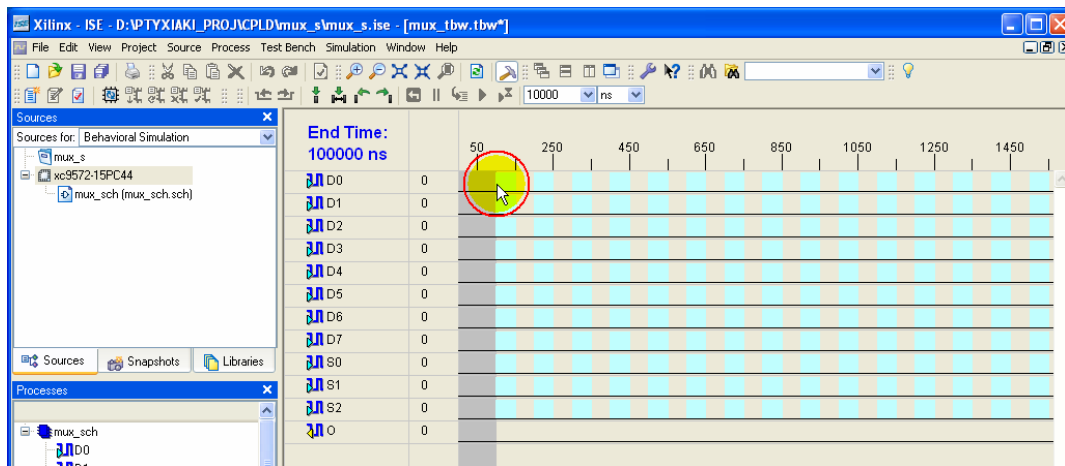 Xilinx - ISE - D:\PTYXIAKI_PROJ\CPLD\mux_s\mux_s.ise - [mux_tbw.tbw*]
File Edit View Project Source Process Test Bench Simulation Window Help
10000 ns
Sources
Sources for: Behavioral Simulation
mux_s
xc9572-15PC44
mux_sch (mux_sch.sch)
Sources Snapshots Libraries
Processes
mux_sch
D0
D1
End Time:
100000 ns
50 250 450 650 850 1050 1250 1450
D0 0
D1 0
D2 0
D3 0
D4 0
D5 0
D6 0
D7 0
S0 0
S1 0
S2 0
O 0